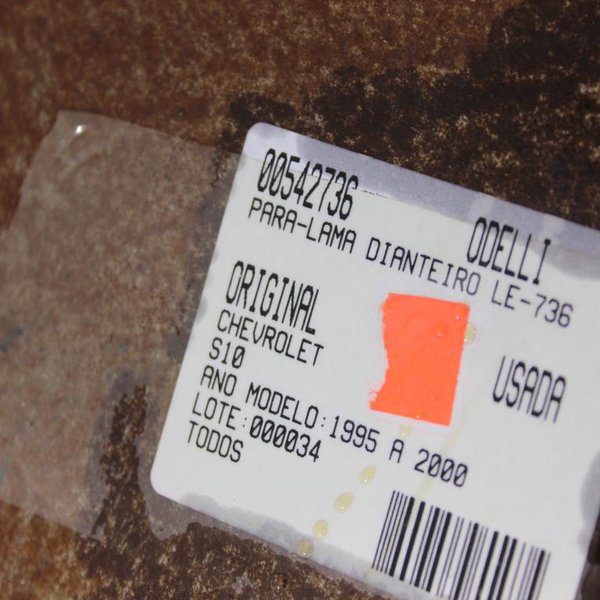 00542736 ODELLI
PARA-LAMA DIANTEIRO LE-736
ORIGINAL USADA
CHEVROLET
S10
ANO MODELO:1995 A 2000
LOTE:000034
TODOS